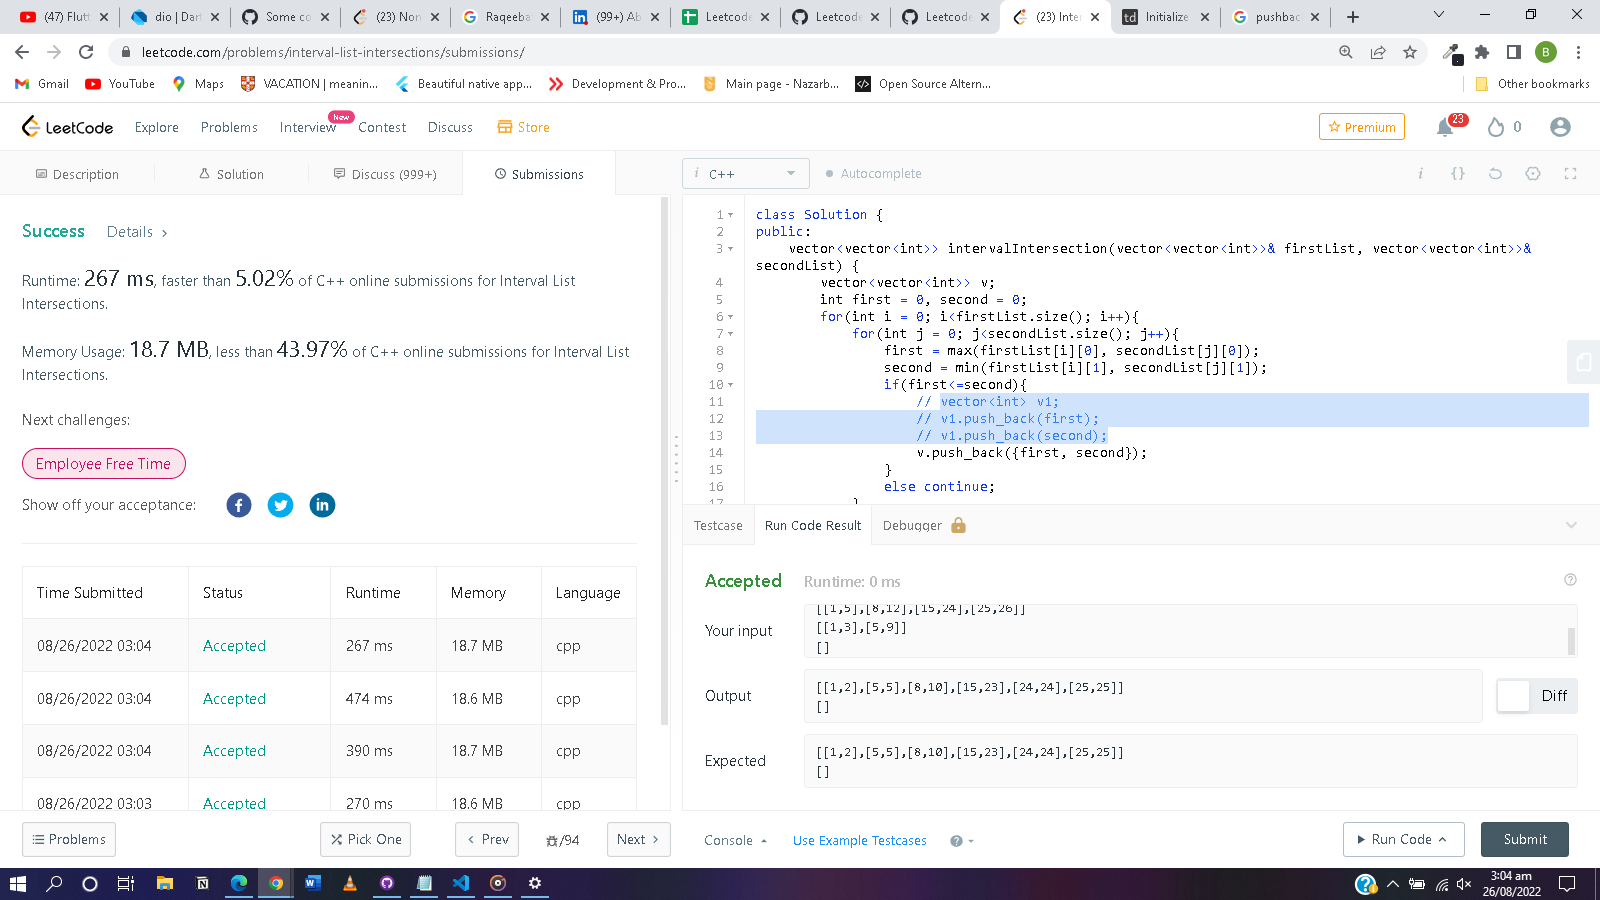 (47) Flutt
dio | Dart
Some co
(23) Non
Raqeeba
(99+) Ab
Leetcode
Leetcode
Leetcode
(23) Inter
Initialize
pushbac
leetcode.com/problems/interval-list-intersections/submissions/
B
Gmail
YouTube
Maps
VACATION | meanin...
Beautiful native app...
Development & Pro...
Main page - Nazarb...
Open Source Altern...
Other bookmarks
LeetCode
Explore
Problems
Interview
New
Contest
Discuss
Store
Premium
23
0
Description
Solution
Discuss (999+)
Submissions
C++
Autocomplete
Success
Details
Runtime: 267 ms, faster than 5.02% of C++ online submissions for Interval List
Intersections.
Memory Usage: 18.7 MB, less than 43.97% of C++ online submissions for Interval List
Intersections.
Next challenges:
Employee Free Time
Show off your acceptance:
Time Submitted Status Runtime Memory Language
08/26/2022 03:04 Accepted 267 ms 18.7 MB cpp
08/26/2022 03:04 Accepted 474 ms 18.6 MB cpp
08/26/2022 03:04 Accepted 390 ms 18.7 MB cpp
08/26/2022 03:03 Accepted 270 ms 18.6 MB cpp
1 class Solution {
2 public:
3 vector<vector<int>> intervalIntersection(vector<vector<int>>& firstList, vector<vector<int>>&
secondList) {
4 vector<vector<int>> v;
5 int first = 0, second = 0;
6 for(int i = 0; i<firstList.size(); i++){
7 for(int j = 0; j<secondList.size(); j++){
8 first = max(firstList[i][0], secondList[j][0]);
9 second = min(firstList[i][1], secondList[j][1]);
10 if(first<=second){
11 // vector<int> v1;
12 // v1.push_back(first);
13 // v1.push_back(second);
14 v.push_back({first, second});
15 }
16 else continue;
17 }
Testcase
Run Code Result
Debugger
Accepted
Runtime: 0 ms
Your input
[[1,5],[8,12],[15,24],[25,26]]
[[1,3],[5,9]]
[]
Output
[[1,2],[5,5],[8,10],[15,23],[24,24],[25,25]]
[]
Diff
Expected
[[1,2],[5,5],[8,10],[15,23],[24,24],[25,25]]
[]
Problems
Pick One
Prev
/94
Next
Console
Use Example Testcases
Run Code
Submit
3:04 am
26/08/2022